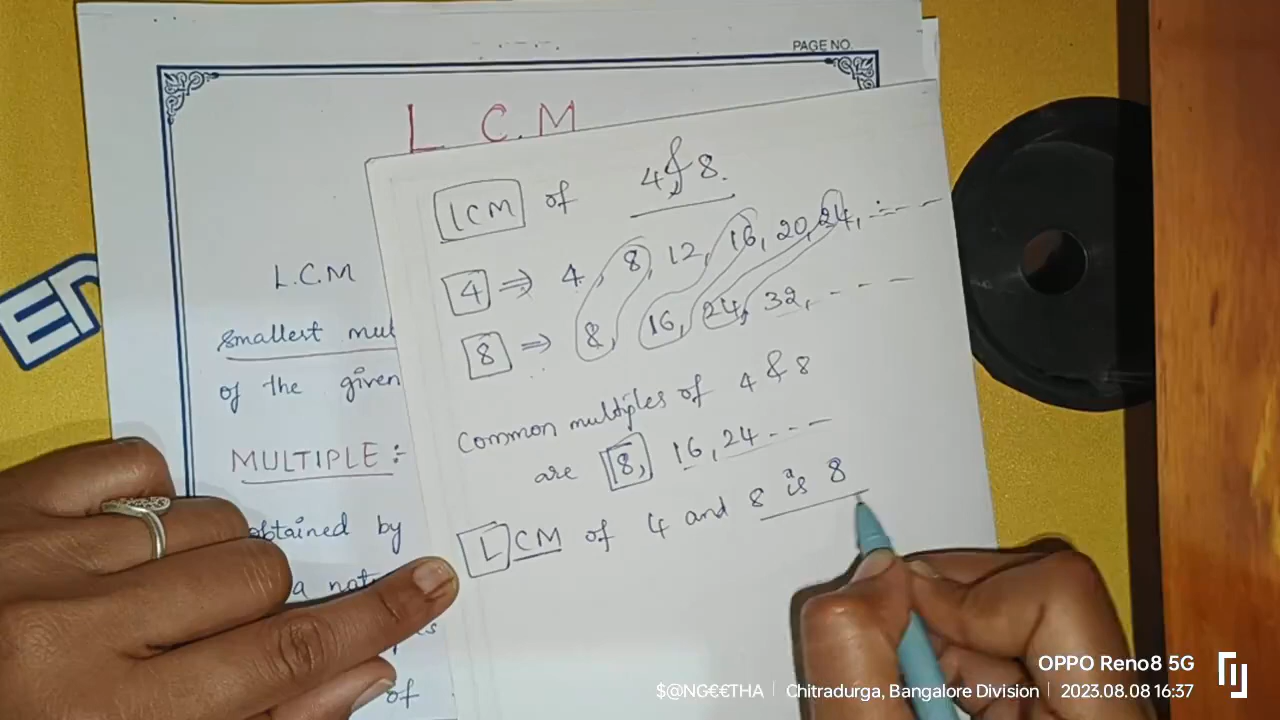 PAGE NO.
L C.M
LCM of 4 & 8.
4 ⇒ 4, 8, 12, 16, 20, 24, - - -
8 ⇒ 8, 16, 24, 32, - - -
Common multiples of 4 & 8
are 8, 16, 24 - - -
LCM of 4 and 8 is 8
L.C.M
smallest mul
of the given
MULTIPLE :
obtained by
a nat
of
EN
OPPO Reno8 5G
$@NG€€THA | Chitradurga, Bangalore Division | 2023.08.08 16:37